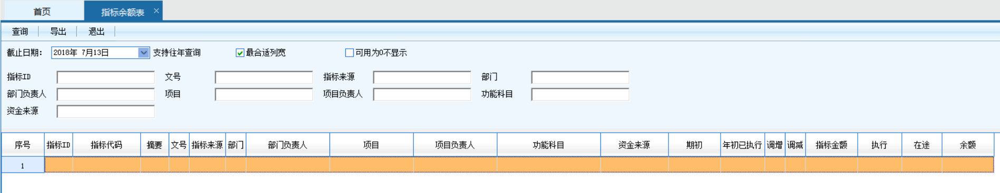 首页 指标余额表 ×
查询 导出 退出
截止日期： 2018年 7月13日 支持往年查询 最合适列宽 可用为0不显示
指标ID 文号 指标来源 部门
部门负责人 项目 项目负责人 功能科目
资金来源
序号 指标ID 指标代码 摘要 文号 指标来源 部门 部门负责人 项目 项目负责人 功能科目 资金来源 期初 年初已执行 调增 调减 指标金额 执行 在途 余额
1